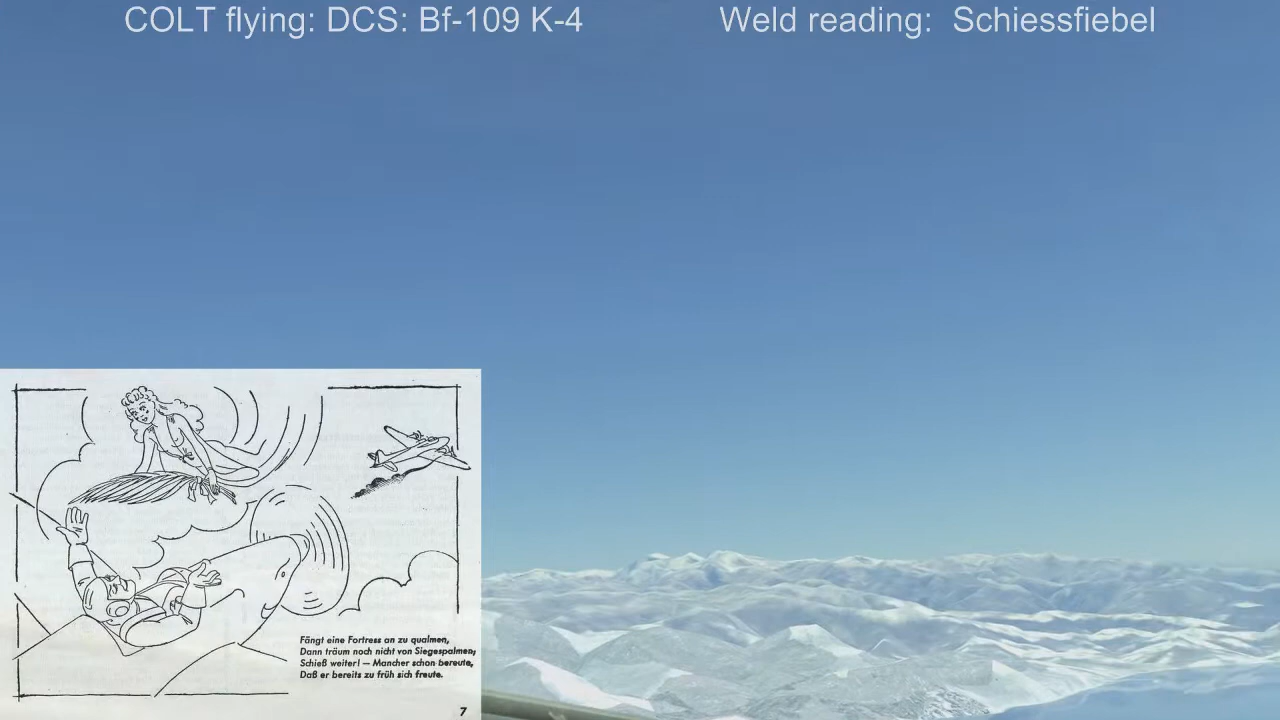 COLT flying: DCS: Bf-109 K-4
Weld reading: Schiessfiebel
Fängt eine Fortress an zu qualmen,
Dann träum noch nicht von Siegespalmen,
Schieß weiter! — Mancher schon bereute,
Daß er bereits zu früh sich freute.
7